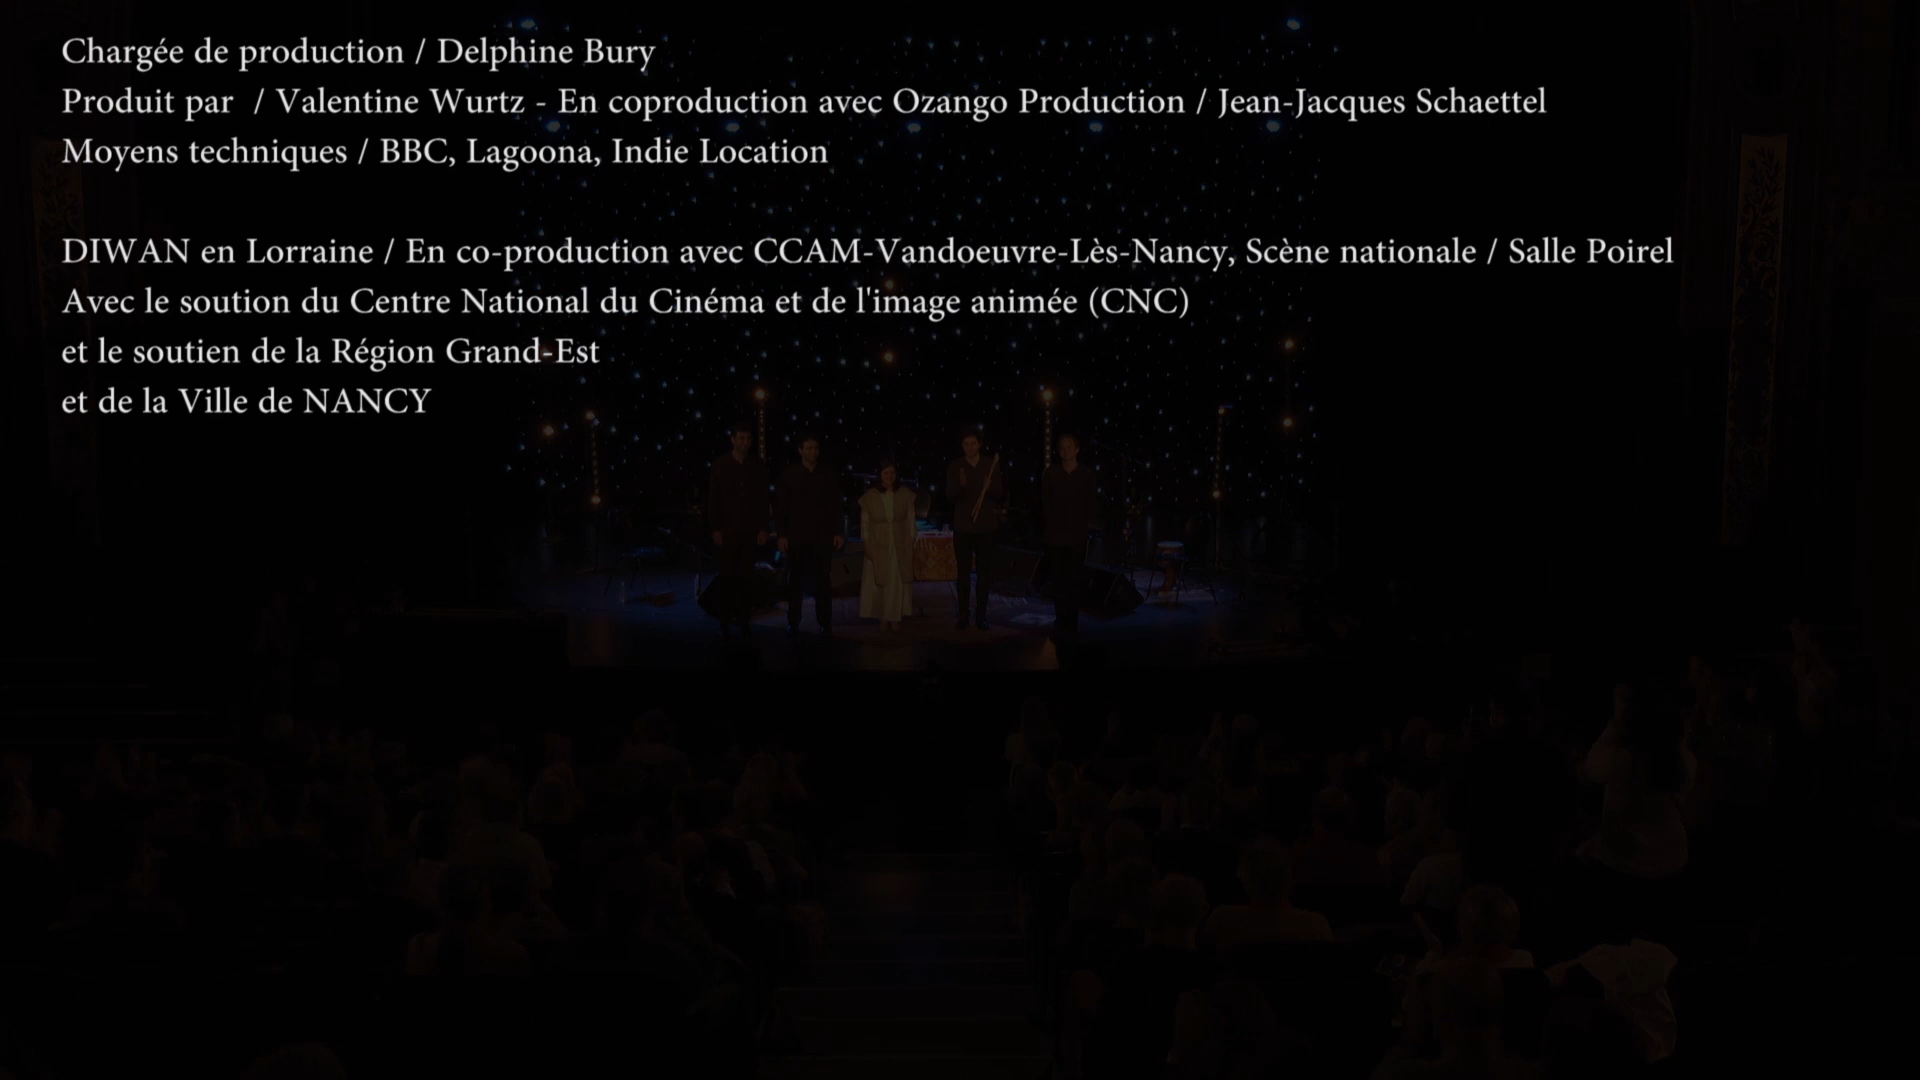 Chargée de production / Delphine Bury
Produit par / Valentine Wurtz - En coproduction avec Ozango Production / Jean-Jacques Schaettel
Moyens techniques / BBC, Lagoona, Indie Location
DIWAN en Lorraine / En co-production avec CCAM-Vandoeuvre-Lès-Nancy, Scène nationale / Salle Poirel
Avec le soution du Centre National du Cinéma et de l'image animée (CNC)
et le soutien de la Région Grand-Est
et de la Ville de NANCY